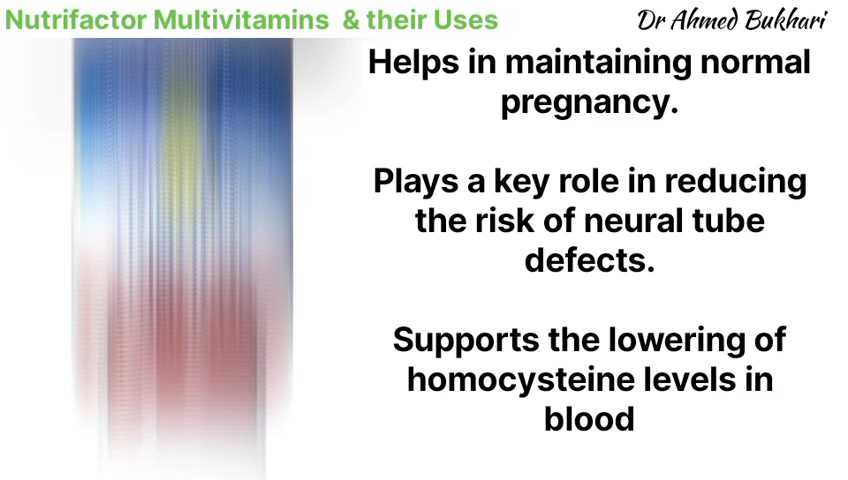 Nutrifactor Multivitamins & their Uses
Dr Ahmed Bukhari
Helps in maintaining normal
pregnancy.
Plays a key role in reducing
the risk of neural tube
defects.
Supports the lowering of
homocysteine levels in
blood